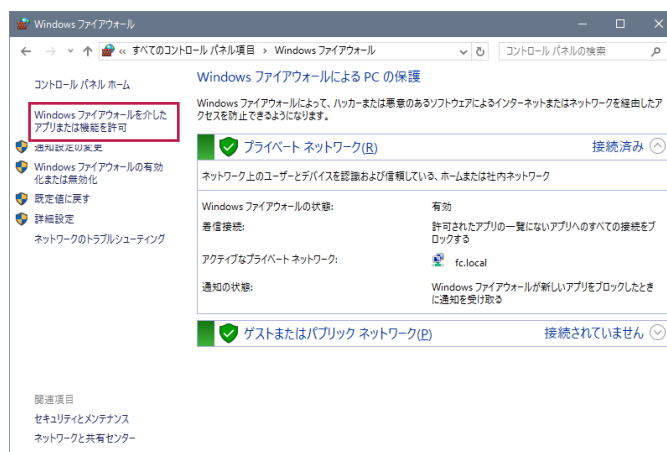 Windows ファイアウォール
« すべてのコントロール パネル項目 › Windows ファイアウォール
コントロール パネルの検索
コントロール パネル ホーム
Windows ファイアウォールを介した
アプリまたは機能を許可
通知設定の変更
Windows ファイアウォールの有効
化または無効化
既定値に戻す
詳細設定
ネットワークのトラブルシューティング
Windows ファイアウォールによる PC の保護
Windows ファイアウォールによって、ハッカーまたは悪意のあるソフトウェアによるインターネットまたはネットワークを経由したア
クセスを防止できるようになります。
プライベート ネットワーク(R) 接続済み
ネットワーク上のユーザーとデバイスを認識および信頼している、ホームまたは社内ネットワーク
Windows ファイアウォールの状態: 有効
着信接続: 許可されたアプリの一覧にないアプリへのすべての接続をブ
ロックする
アクティブなプライベート ネットワーク: fc.local
通知の状態: Windows ファイアウォールが新しいアプリをブロックしたとき
に通知を受け取る
ゲストまたはパブリック ネットワーク(P) 接続されていません
関連項目
セキュリティとメンテナンス
ネットワークと共有センター